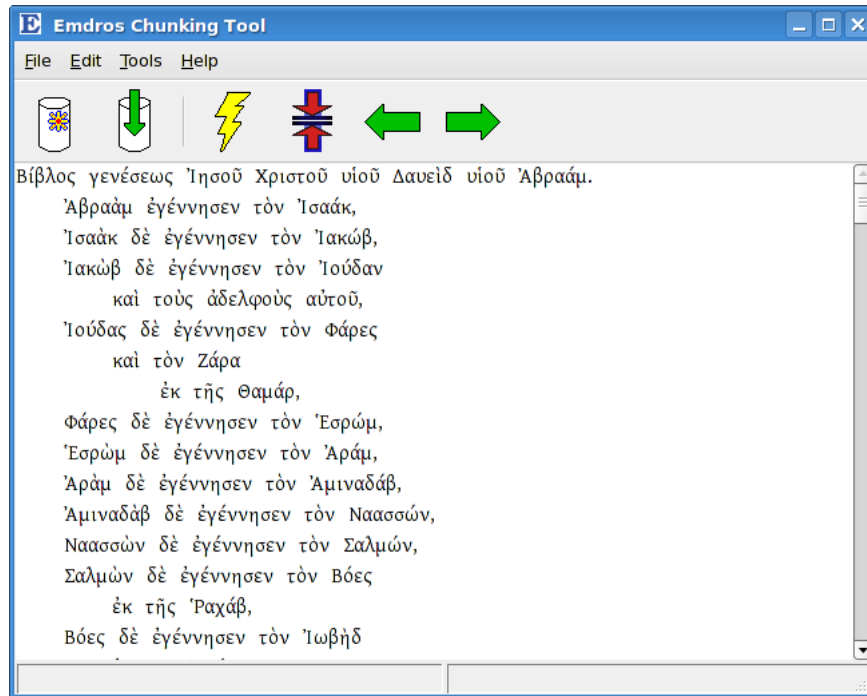 Emdros Chunking Tool
File Edit Tools Help
Βίβλος γενέσεως Ἰησοῦ Χριστοῦ υἱοῦ Δαυεὶδ υἱοῦ Ἀβραάμ.
Ἀβραὰμ ἐγέννησεν τὸν Ἰσαάκ,
Ἰσαὰκ δὲ ἐγέννησεν τὸν Ἰακώβ,
Ἰακὼβ δὲ ἐγέννησεν τὸν Ἰούδαν
καὶ τοὺς ἀδελφοὺς αὐτοῦ,
Ἰούδας δὲ ἐγέννησεν τὸν Φάρες
καὶ τὸν Ζάρα
ἐκ τῆς Θαμάρ,
Φάρες δὲ ἐγέννησεν τὸν Ἑσρώμ,
Ἑσρὼμ δὲ ἐγέννησεν τὸν Ἀράμ,
Ἀρὰμ δὲ ἐγέννησεν τὸν Ἀμιναδάβ,
Ἀμιναδὰβ δὲ ἐγέννησεν τὸν Ναασσών,
Ναασσὼν δὲ ἐγέννησεν τὸν Σαλμών,
Σαλμὼν δὲ ἐγέννησεν τὸν Βόες
ἐκ τῆς Ῥαχάβ,
Βόες δὲ ἐγέννησεν τὸν Ἰωβὴδ